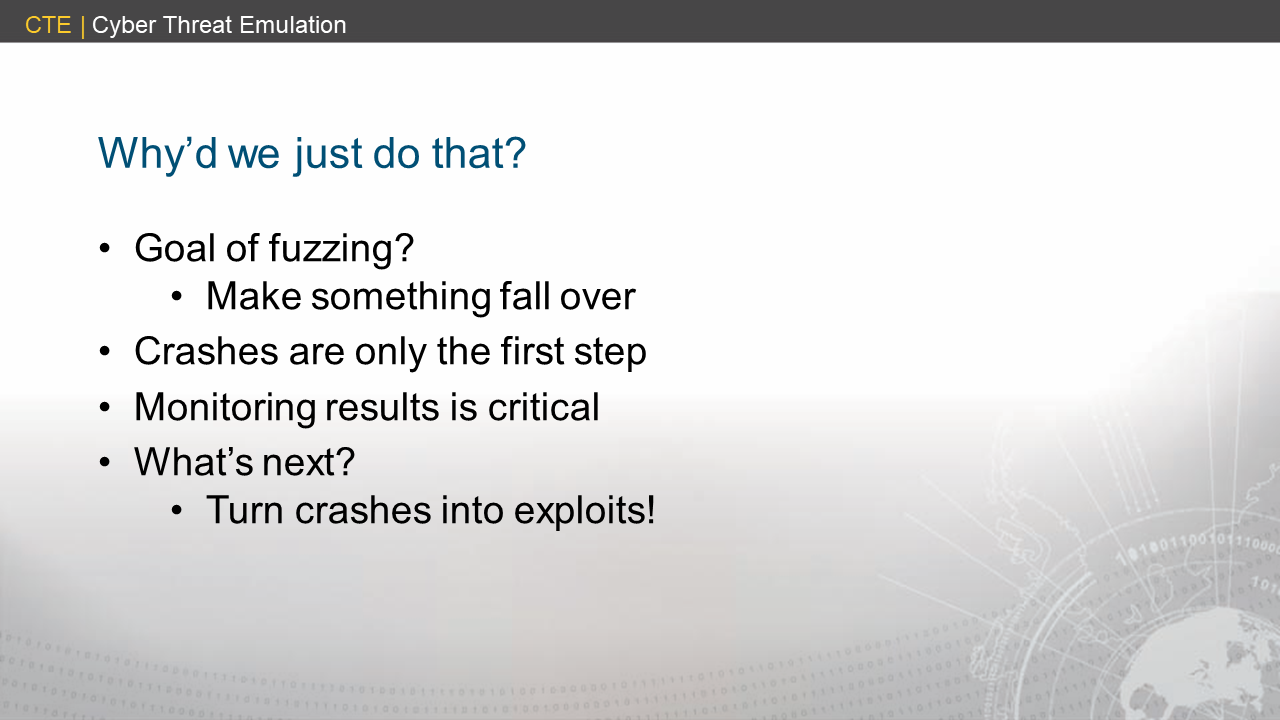 CTE | Cyber Threat Emulation
Why’d we just do that?
• Goal of fuzzing?
• Make something fall over
• Crashes are only the first step
• Monitoring results is critical
• What’s next?
• Turn crashes into exploits!